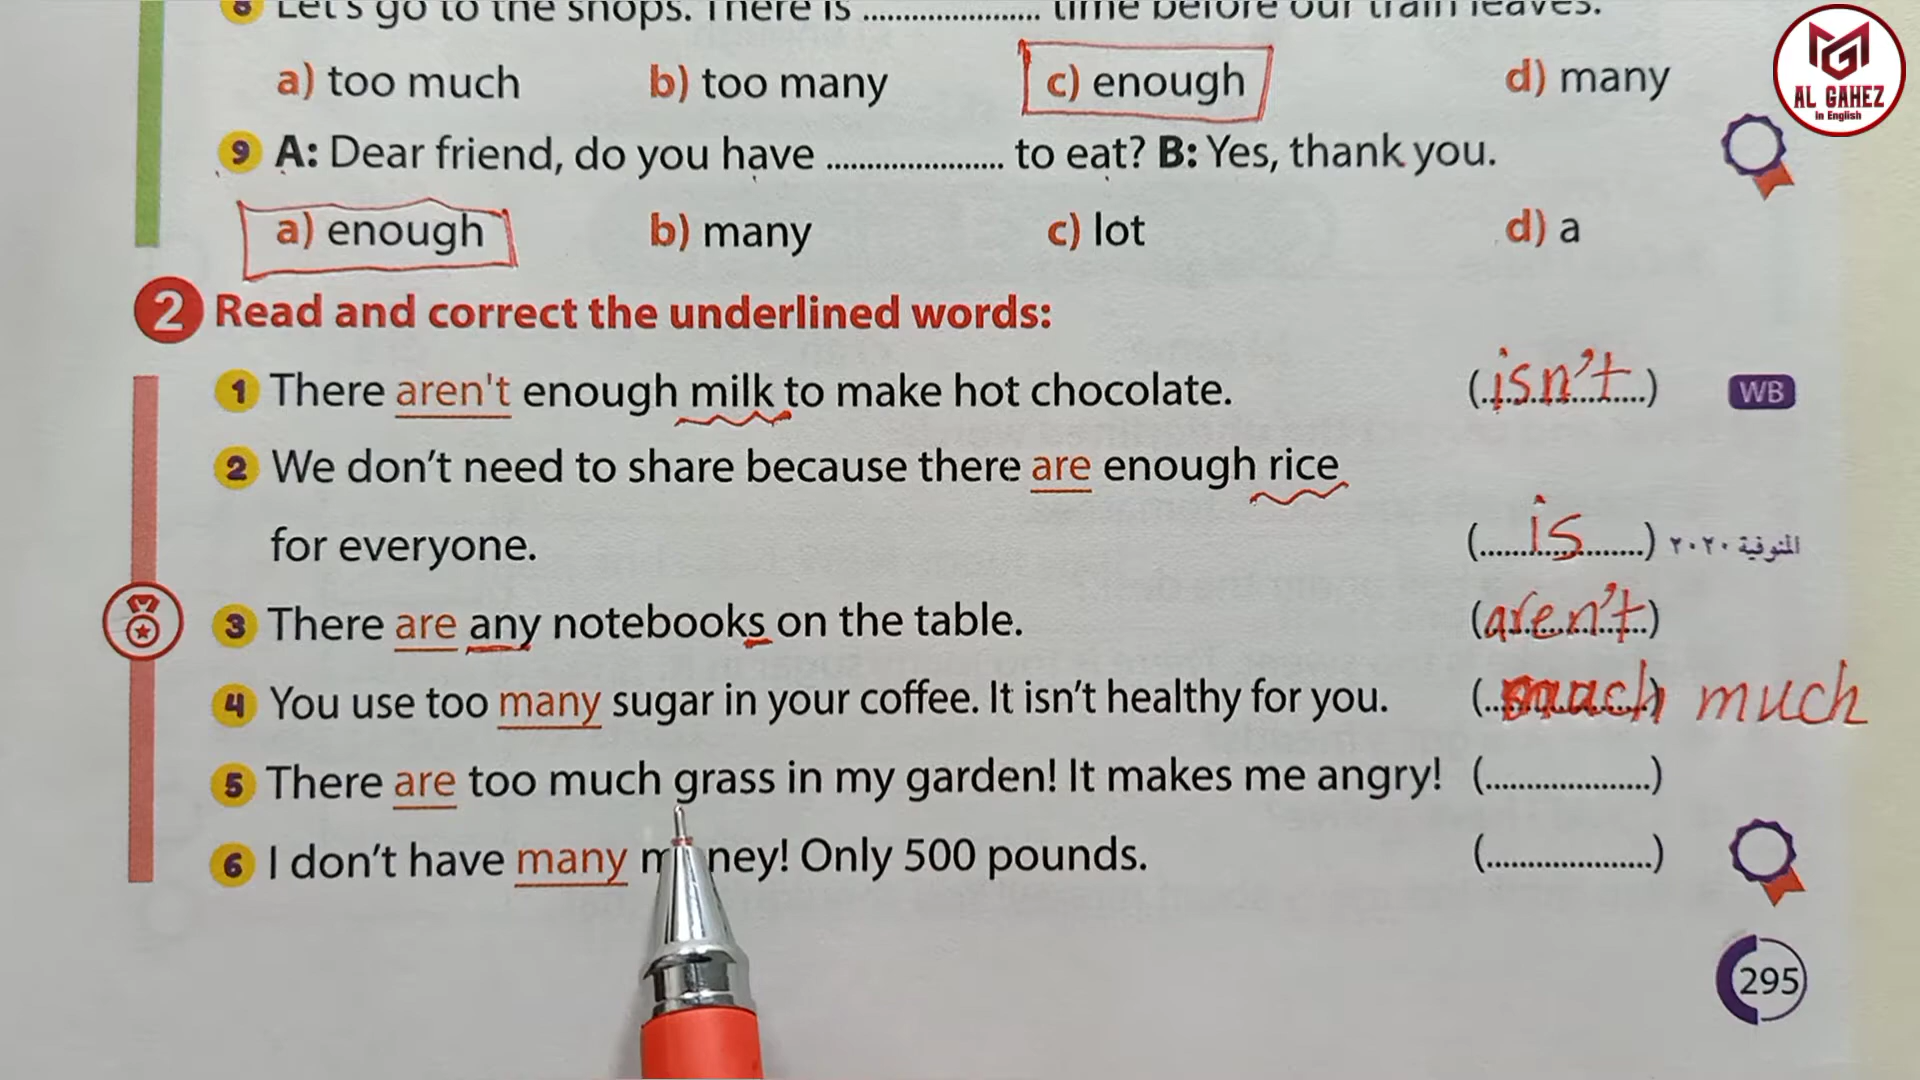 8 Let's go to the shops. There is .................... time before our train leaves.
a) too much b) too many c) enough d) many
9 A: Dear friend, do you have .................... to eat? B: Yes, thank you.
a) enough b) many c) lot d) a
2 Read and correct the underlined words:
1 There aren't enough milk to make hot chocolate. (isn't) WB
2 We don't need to share because there are enough rice
for everyone. (is) المنوفية ٢٠٢٠
3 There are any notebooks on the table. (aren't)
4 You use too many sugar in your coffee. It isn't healthy for you. (much) much
5 There are too much grass in my garden! It makes me angry! (....................)
6 I don't have many money! Only 500 pounds. (....................)
295
AL GAHEZ
In English